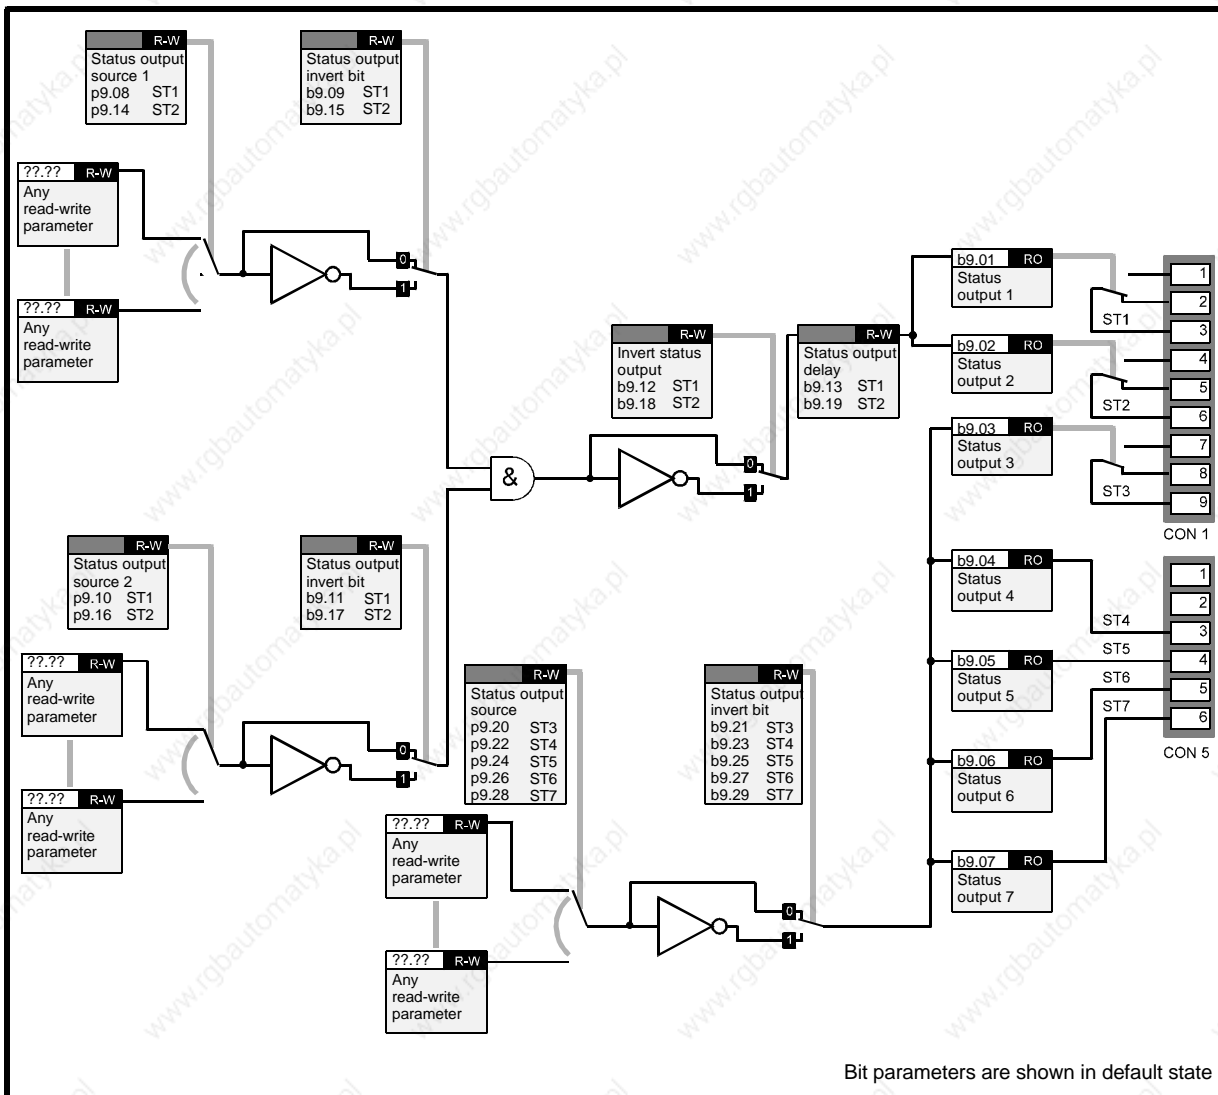 R-W
Status output
source 1
p9.08 ST1
p9.14 ST2
R-W
Status output
invert bit
b9.09 ST1
b9.15 ST2
??.?? R-W
Any
read-write
parameter
??.?? R-W
Any
read-write
parameter
0
1
R-W
Invert status
output
b9.12 ST1
b9.18 ST2
R-W
Status output
delay
b9.13 ST1
b9.19 ST2
&
0
1
b9.01 RO
Status
output 1
b9.02 RO
Status
output 2
b9.03 RO
Status
output 3
ST1
ST2
ST3
1
2
3
4
5
6
7
8
9
CON 1
R-W
Status output
source 2
p9.10 ST1
p9.16 ST2
R-W
Status output
invert bit
b9.11 ST1
b9.17 ST2
??.?? R-W
Any
read-write
parameter
??.?? R-W
Any
read-write
parameter
0
1
R-W
Status output
source
p9.20 ST3
p9.22 ST4
p9.24 ST5
p9.26 ST6
p9.28 ST7
R-W
Status output
invert bit
b9.21 ST3
b9.23 ST4
b9.25 ST5
b9.27 ST6
b9.29 ST7
??.?? R-W
Any
read-write
parameter
??.?? R-W
Any
read-write
parameter
0
1
b9.04 RO
Status
output 4
b9.05 RO
Status
output 5
b9.06 RO
Status
output 6
b9.07 RO
Status
output 7
ST4
ST5
ST6
ST7
1
2
3
4
5
6
CON 5
Bit parameters are shown in default state
www.rgbautomatyka.pl